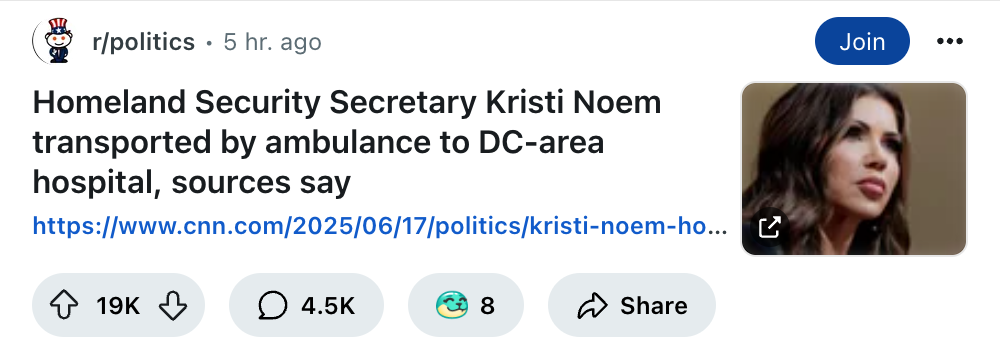 r/politics • 5 hr. ago
Join
Homeland Security Secretary Kristi Noem
transported by ambulance to DC-area
hospital, sources say
https://www.cnn.com/2025/06/17/politics/kristi-noem-ho...
19K
4.5K
8
Share